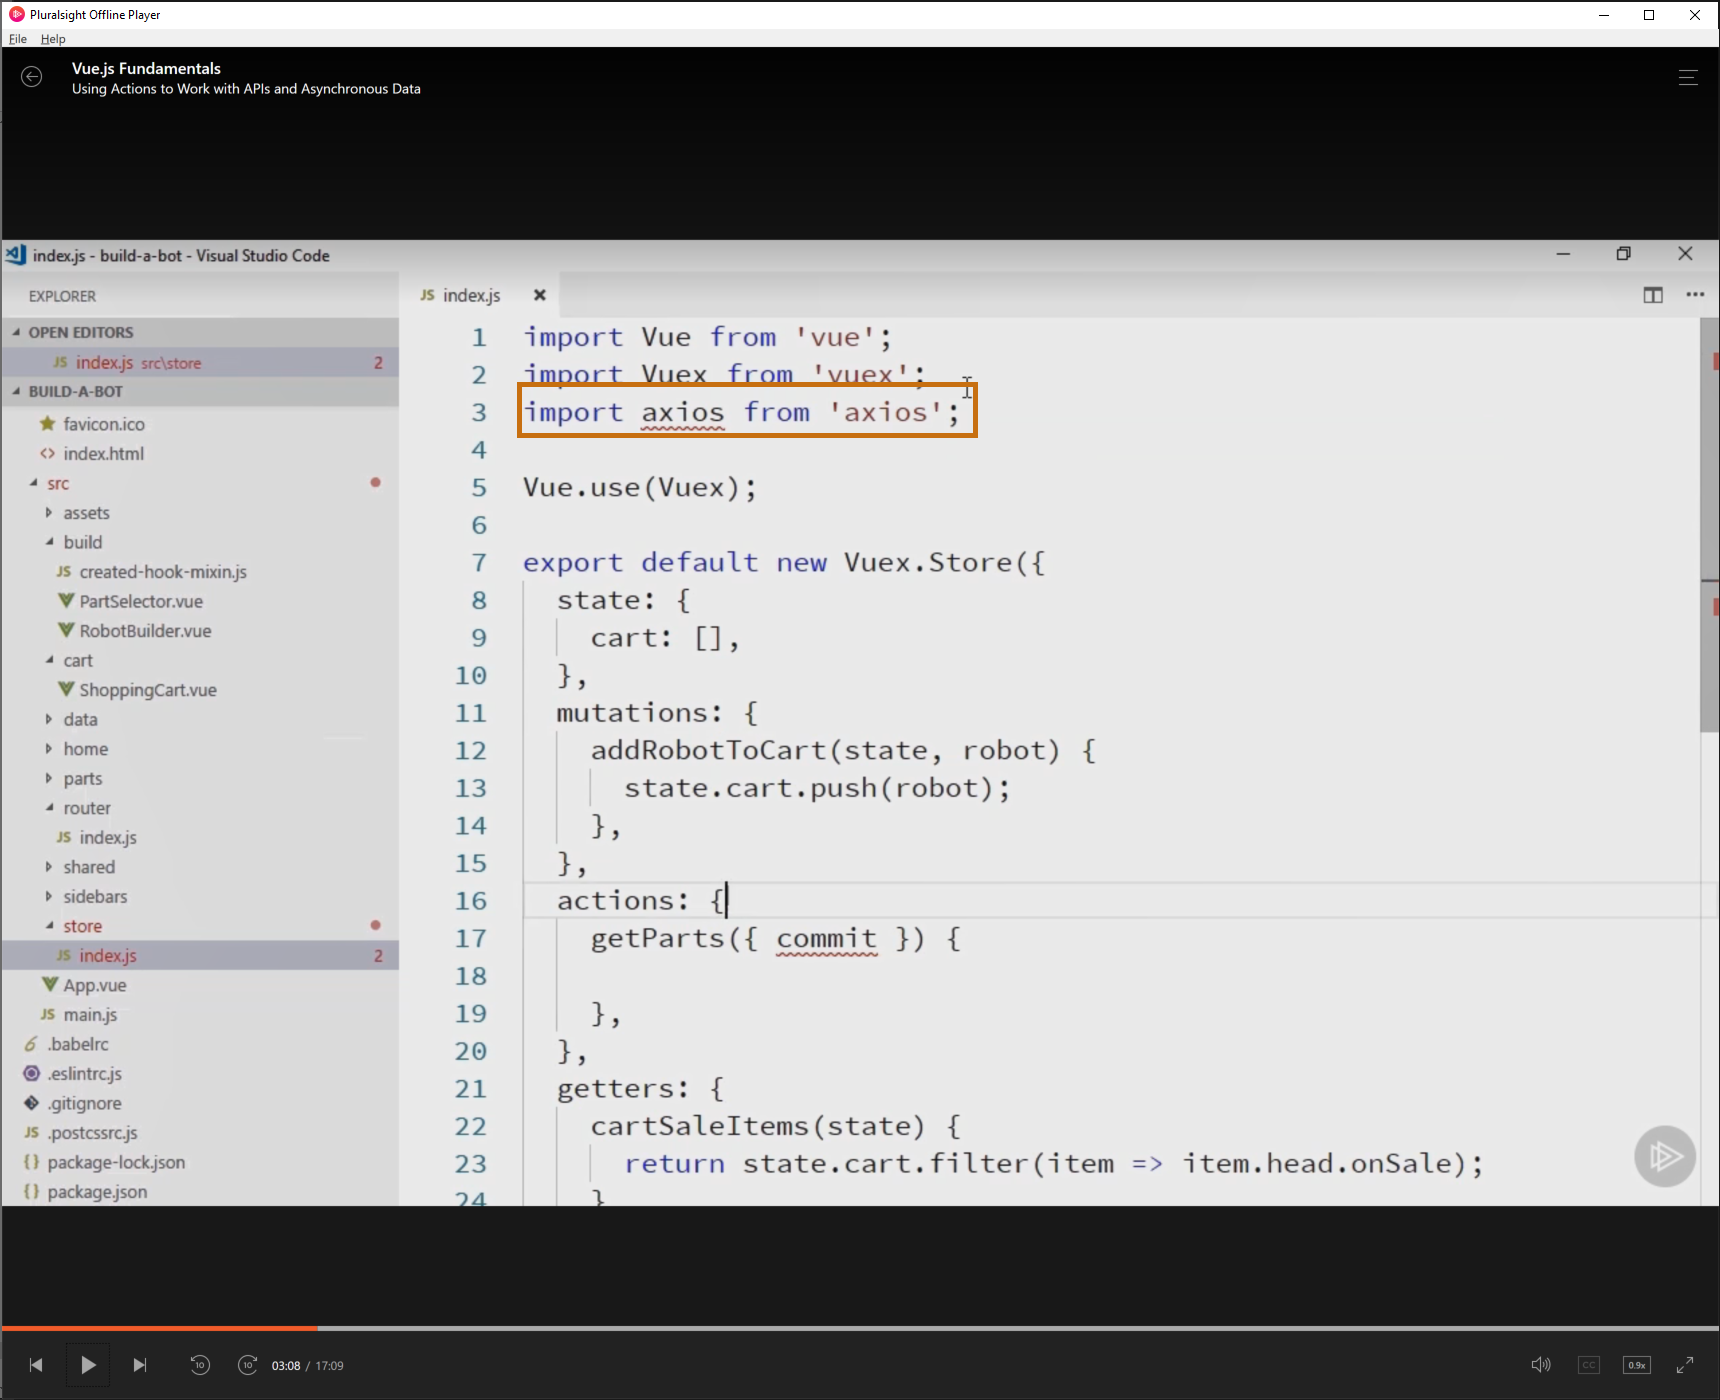 Pluralsight Offline Player
File Help
Vue.js Fundamentals
Using Actions to Work with APIs and Asynchronous Data
index.js - build-a-bot - Visual Studio Code
EXPLORER
OPEN EDITORS
JS index.js src\store 2
BUILD-A-BOT
favicon.ico
<> index.html
src
assets
build
JS created-hook-mixin.js
PartSelector.vue
RobotBuilder.vue
cart
ShoppingCart.vue
data
home
parts
router
JS index.js
shared
sidebars
store
JS index.js 2
App.vue
JS main.js
.babelrc
.eslintrc.js
.gitignore
JS .postcssrc.js
{} package-lock.json
{} package.json
JS index.js
1 import Vue from 'vue';
2 import Vuex from 'vuex';
3 import axios from 'axios';
4
5 Vue.use(Vuex);
6
7 export default new Vuex.Store({
8 state: {
9 cart: [],
10 },
11 mutations: {
12 addRobotToCart(state, robot) {
13 state.cart.push(robot);
14 },
15 },
16 actions: {
17 getParts({ commit }) {
18
19 },
20 },
21 getters: {
22 cartSaleItems(state) {
23 return state.cart.filter(item => item.head.onSale);
24 }
10 10 03:08 / 17:09 CC 0.9x